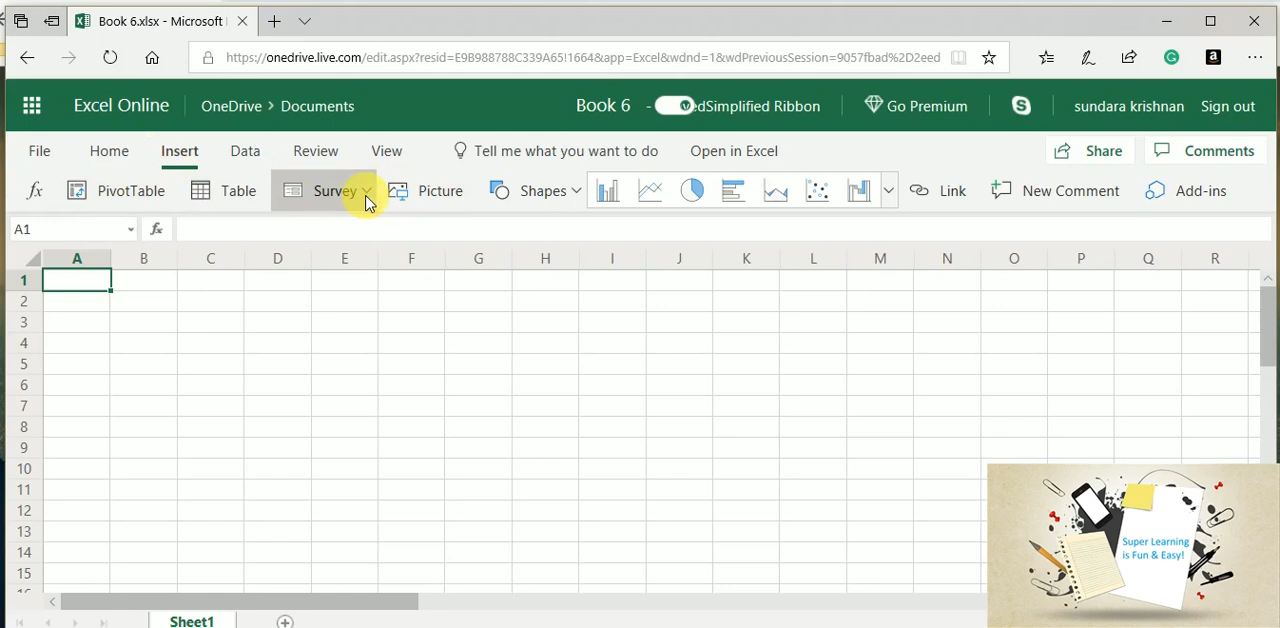 Book 6.xlsx - Microsoft
https://onedrive.live.com/edit.aspx?resid=E9B988788C339A65!1664&app=Excel&wdnd=1&wdPreviousSession=9057fbad%2D2eed
Excel Online OneDrive > Documents Book 6 - edSimplified Ribbon Go Premium sundara krishnan Sign out
File Home Insert Data Review View Tell me what you want to do Open in Excel Share Comments
fx PivotTable Table Survey Picture Shapes Link New Comment Add-ins
A1 fx
A B C D E F G H I J K L M N O P Q R
1
2
3
4
5
6
7
8
9
10
11
12
13
14
15
Super Learning
is Fun & Easy!
Sheet1